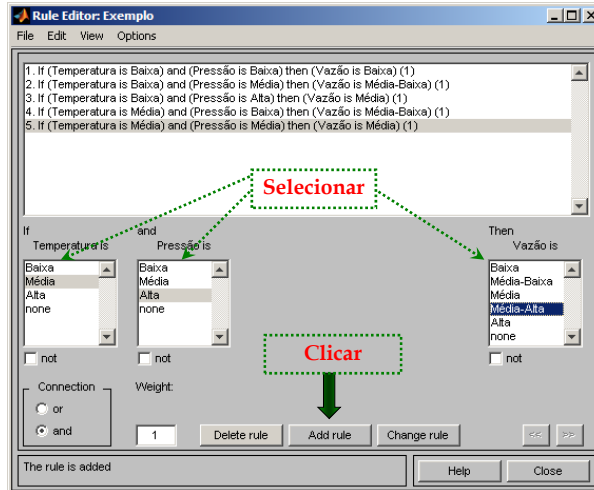 Rule Editor: Exemplo
File Edit View Options
1. If (Temperatura is Baixa) and (Pressão is Baixa) then (Vazão is Baixa) (1)
2. If (Temperatura is Baixa) and (Pressão is Média) then (Vazão is Média-Baixa) (1)
3. If (Temperatura is Baixa) and (Pressão is Alta) then (Vazão is Média) (1)
4. If (Temperatura is Média) and (Pressão is Baixa) then (Vazão is Média-Baixa) (1)
5. If (Temperatura is Média) and (Pressão is Média) then (Vazão is Média) (1)
Selecionar
If and Then
Temperatura is Pressão is Vazão is
Baixa
Média
Alta
none
Baixa
Média
Alta
none
Baixa
Média-Baixa
Média
Média-Alta
Alta
none
not
not
not
Clicar
Connection
or
and
Weight:
1
Delete rule
Add rule
Change rule
<<
>>
The rule is added
Help
Close